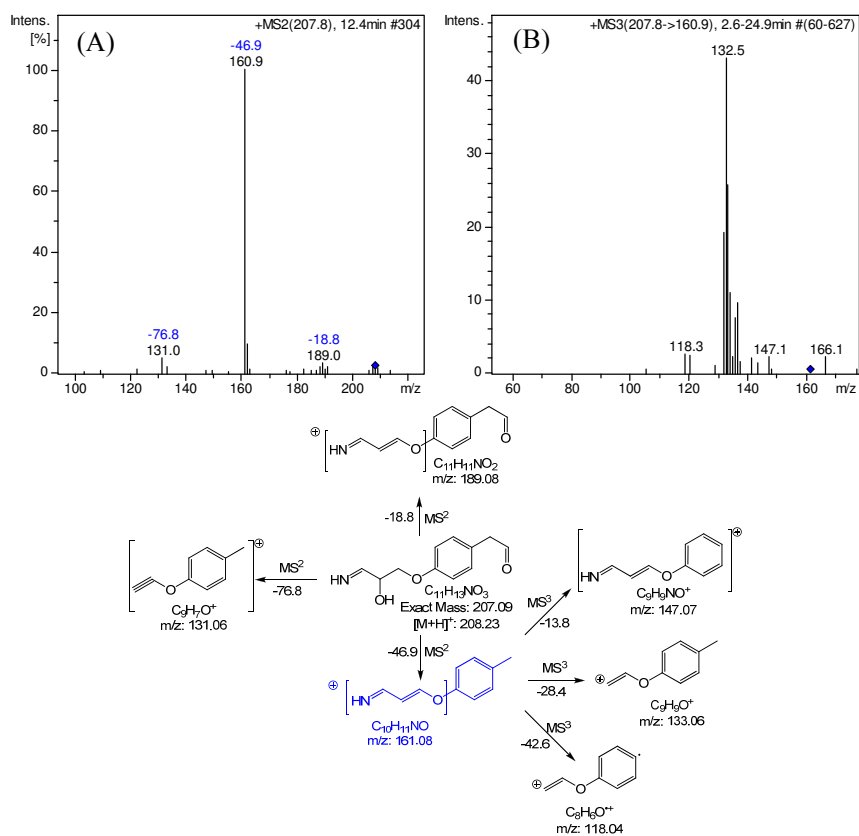 Intens.
[%]
(A)
+MS2(207.8), 12.4min #304
-46.9
160.9
-76.8
131.0
-18.8
189.0
100
80
60
40
20
0
100 120 140 160 180 200 m/z
Intens.
(B)
+MS3(207.8->160.9), 2.6-24.9min #(60-627)
132.5
118.3
147.1
166.1
40
30
20
10
0
60 80 100 120 140 160 m/z
⊕
HN
O
O
C11H11NO2
m/z: 189.08
-18.8 MS2
O
⊕
C9H7O+
m/z: 131.06
MS2
-76.8
HN
OH
O
O
C11H13NO3
Exact Mass: 207.09
[M+H]+: 208.23
MS3
-13.8
HN
O
⊕
C9H9NO+
m/z: 147.07
-46.9 MS2
⊕
HN
O
C10H11NO
m/z: 161.08
MS3
-28.4
⊕
O
C9H9O+
m/z: 133.06
MS3
-42.6
⊕
O
C8H6O•+
m/z: 118.04